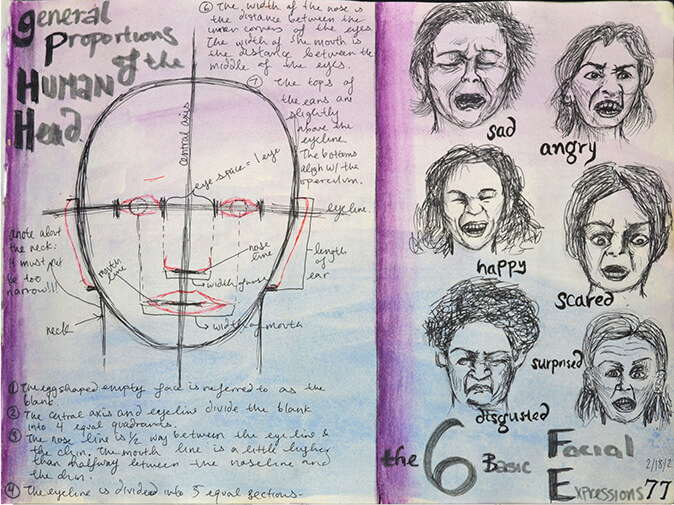 general
Proportions
of the
Human
Head.
⑥ The width of the nose is
the distance between the
inner corners of the eyes.
The width of the mouth is
the distance between the
middle of the eyes.
⑦ The tops of
the ears are
slightly
above the
eyeline.
The bottoms
align w/ the
operculum.
central axis
eye space = 1 eye
eye line.
a note about
the neck.
it must not
be too
narrow!!!
nose
line
mouth
line
width of nose
length
of
ear
width of mouth
neck
① The egg shaped empty face is referred to as the
blank.
② The central axis and eyeline divide the blank
into 4 equal quadrants.
③ The nose line is ½ way between the eye line &
the chin. The mouth line is a little higher
than halfway between the noseline and
the chin.
④ The eyeline is divided into 5 equal sections.
sad
angry
happy
scared
disgusted
surprised
the 6 Basic Facial
Expressions
2/18/2
77